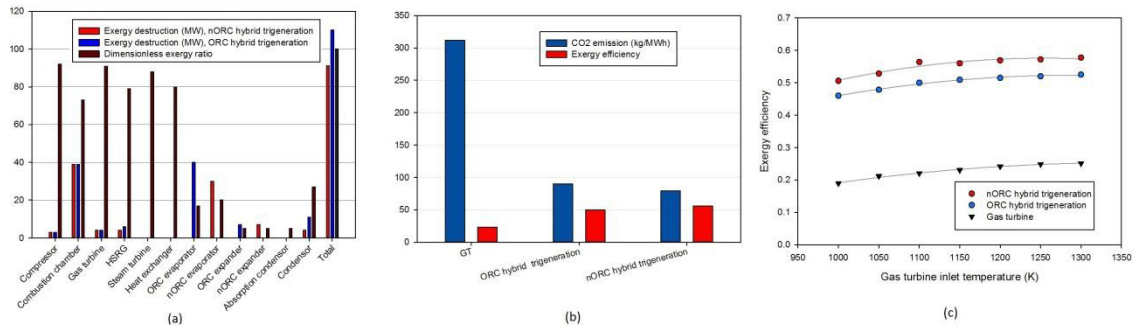 120
100
80
60
40
20
0
Exergy destruction (MW), nORC hybrid trigeneration
Exergy destruction (MW), ORC hybrid trigeneration
Dimensionless exergy ratio
Compressor
Combustion chamber
Gas turbine
HSRG
Steam turbine
Heat exchanger
ORC evaporator
nORC evaporator
ORC expander
nORC expander
Absorption condensor
Condensor
Total
(a)
350
300
250
200
150
100
50
0
CO2 emission (kg/MWh)
Exergy efficiency
GT
ORC hybrid trigeneration
nORC hybrid trigeneration
(b)
Exergy efficiency
0.7
0.6
0.5
0.4
0.3
0.2
0.1
0.0
nORC hybrid trigeneration
ORC hybrid trigeneration
Gas turbine
950 1000 1050 1100 1150 1200 1250 1300 1350
Gas turbine inlet temperature (K)
(c)